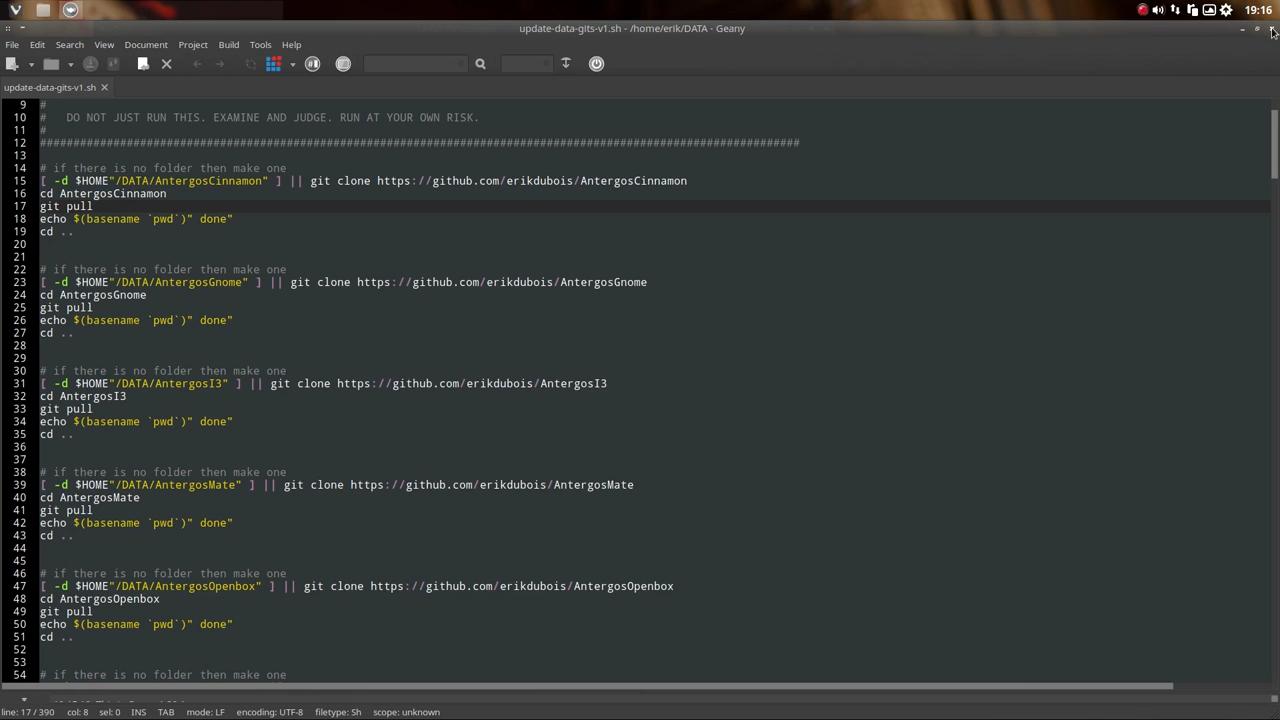 19:16
update-data-gits-v1.sh - /home/erik/DATA - Geany
File Edit Search View Document Project Build Tools Help
update-data-gits-v1.sh
9 #
10 #   DO NOT JUST RUN THIS. EXAMINE AND JUDGE. RUN AT YOUR OWN RISK.
11 #
12 ##################################################################################################################
13
14 # if there is no folder then make one
15 [ -d $HOME"/DATA/AntergosCinnamon" ] || git clone https://github.com/erikdubois/AntergosCinnamon
16 cd AntergosCinnamon
17 git pull
18 echo $(basename `pwd`)" done"
19 cd ..
20
21
22 # if there is no folder then make one
23 [ -d $HOME"/DATA/AntergosGnome" ] || git clone https://github.com/erikdubois/AntergosGnome
24 cd AntergosGnome
25 git pull
26 echo $(basename `pwd`)" done"
27 cd ..
28
29
30 # if there is no folder then make one
31 [ -d $HOME"/DATA/AntergosI3" ] || git clone https://github.com/erikdubois/AntergosI3
32 cd AntergosI3
33 git pull
34 echo $(basename `pwd`)" done"
35 cd ..
36
37
38 # if there is no folder then make one
39 [ -d $HOME"/DATA/AntergosMate" ] || git clone https://github.com/erikdubois/AntergosMate
40 cd AntergosMate
41 git pull
42 echo $(basename `pwd`)" done"
43 cd ..
44
45
46 # if there is no folder then make one
47 [ -d $HOME"/DATA/AntergosOpenbox" ] || git clone https://github.com/erikdubois/AntergosOpenbox
48 cd AntergosOpenbox
49 git pull
50 echo $(basename `pwd`)" done"
51 cd ..
52
53
54 # if there is no folder then make one
line: 17 / 390 col: 8 sel: 0 INS TAB mode: LF encoding: UTF-8 filetype: Sh scope: unknown